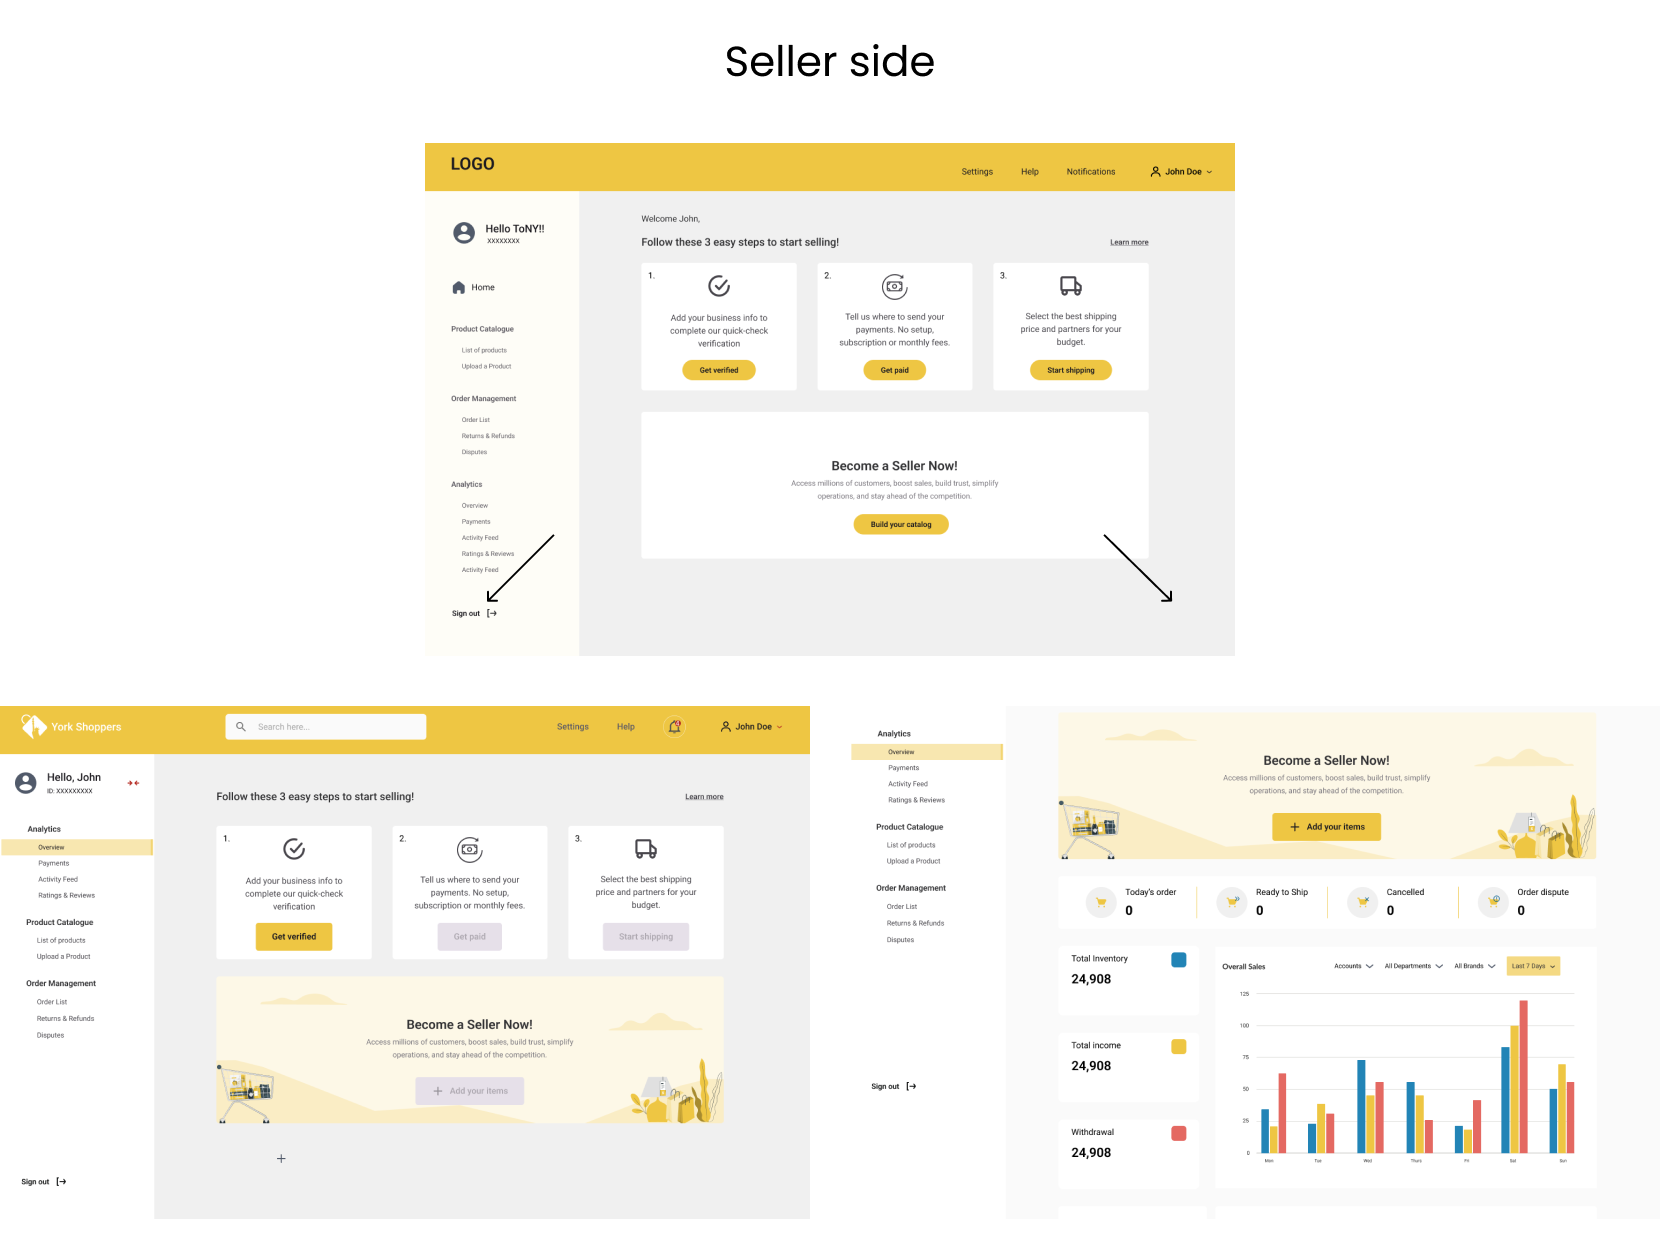 Seller side
LOGO
Settings
Help
Notifications
John Doe
Hello ToNY!!
XXXXXXXX
Home
Product Catalogue
List of products
Upload a Product
Order Management
Order List
Returns & Refunds
Disputes
Analytics
Overview
Payments
Activity Feed
Ratings & Reviews
Activity Feed
Sign out
Welcome John,
Follow these 3 easy steps to start selling!
Learn more
1.
Add your business info to
complete our quick-check
verification
Get verified
2.
Tell us where to send your
payments. No setup,
subscription or monthly fees.
Get paid
3.
Select the best shipping
price and partners for your
budget.
Start shipping
Become a Seller Now!
Access millions of customers, boost sales, build trust, simplify
operations, and stay ahead of the competition.
Build your catalog
York Shoppers
Search here...
Settings
Help
John Doe
Hello, John
ID: XXXXXXXXX
Analytics
Overview
Payments
Activity Feed
Ratings & Reviews
Product Catalogue
List of products
Upload a Product
Order Management
Order List
Returns & Refunds
Disputes
Sign out
Follow these 3 easy steps to start selling!
Learn more
1.
Add your business info to
complete our quick-check
verification
Get verified
2.
Tell us where to send your
payments. No setup,
subscription or monthly fees.
Get paid
3.
Select the best shipping
price and partners for your
budget.
Start shipping
Become a Seller Now!
Access millions of customers, boost sales, build trust, simplify
operations, and stay ahead of the competition.
+ Add your items
+
Analytics
Overview
Payments
Activity Feed
Ratings & Reviews
Product Catalogue
List of products
Upload a Product
Order Management
Order List
Returns & Refunds
Disputes
Sign out
Become a Seller Now!
Access millions of customers, boost sales, build trust, simplify
operations, and stay ahead of the competition.
+ Add your items
Today's order
0
Ready to Ship
0
Cancelled
0
Order dispute
0
Total Inventory
24,908
Total income
24,908
Withdrawal
24,908
Overall Sales
Accounts
All Departments
All Brands
Last 7 Days
125
100
75
50
25
0
Mon
Tue
Wed
Thurs
Fri
Sat
Sun